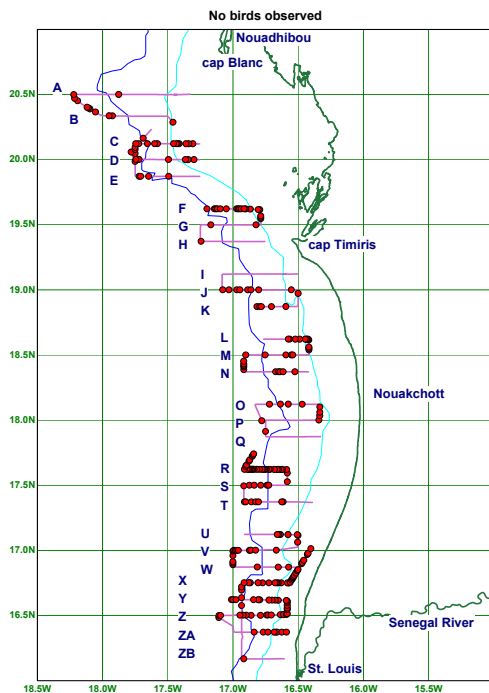 No birds observed
Nouadhibou
cap Blanc
A
20.5N
B
C
20.0N
D
E
F
19.5N
G
H
cap Timiris
I
19.0N
J
K
L
18.5N
M
N
Nouakchott
O
18.0N
P
Q
R
17.5N
S
T
U
17.0N
V
W
X
Y
16.5N
Z
Senegal River
ZA
ZB
St. Louis
18.5W 18.0W 17.5W 17.0W 16.5W 16.0W 15.5W 15.0W